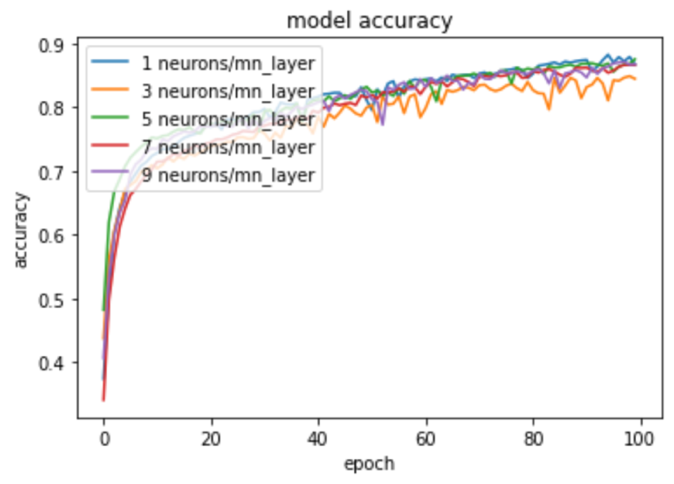 model accuracy
0.9
0.8
0.7
0.6
0.5
0.4
accuracy
1 neurons/mn_layer
3 neurons/mn_layer
5 neurons/mn_layer
7 neurons/mn_layer
9 neurons/mn_layer
0 20 40 60 80 100
epoch